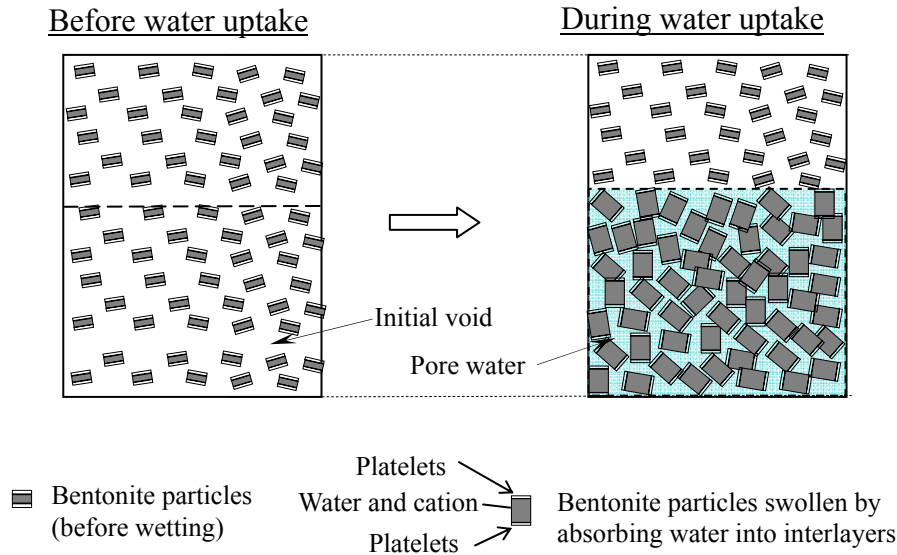 Before water uptake
During water uptake
Initial void
Pore water
Bentonite particles
(before wetting)
Platelets
Water and cation
Platelets
Bentonite particles swollen by
absorbing water into interlayers